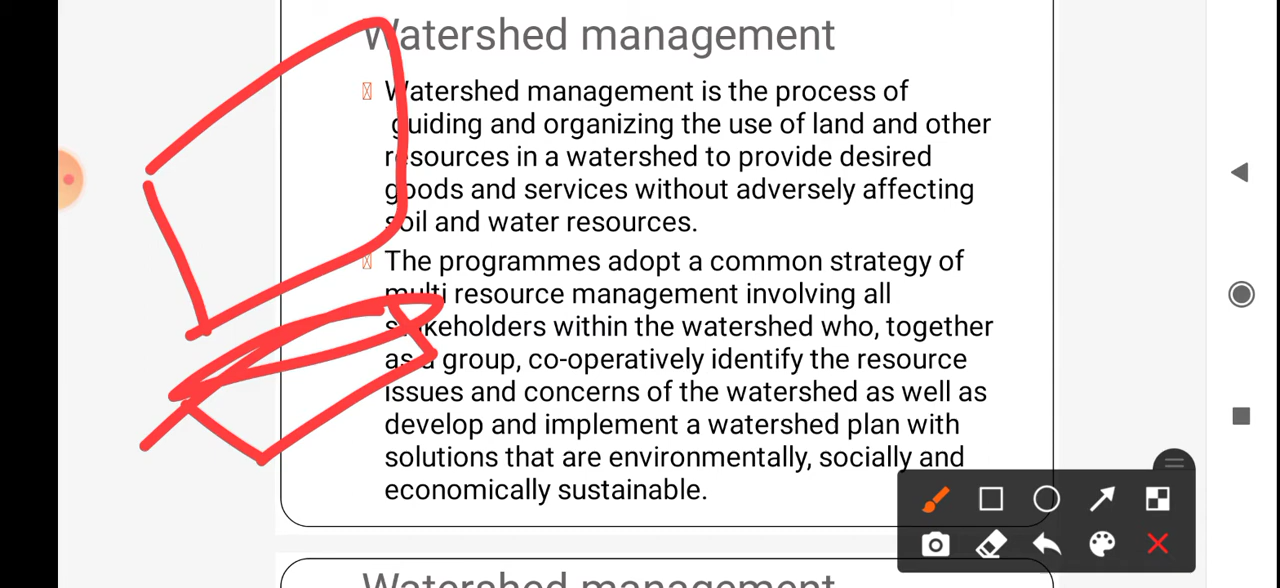 Watershed management
Watershed management is the process of
guiding and organizing the use of land and other
resources in a watershed to provide desired
goods and services without adversely affecting
soil and water resources.
The programmes adopt a common strategy of
multi resource management involving all
stakeholders within the watershed who, together
as a group, co-operatively identify the resource
issues and concerns of the watershed as well as
develop and implement a watershed plan with
solutions that are environmentally, socially and
economically sustainable.
Watershed management